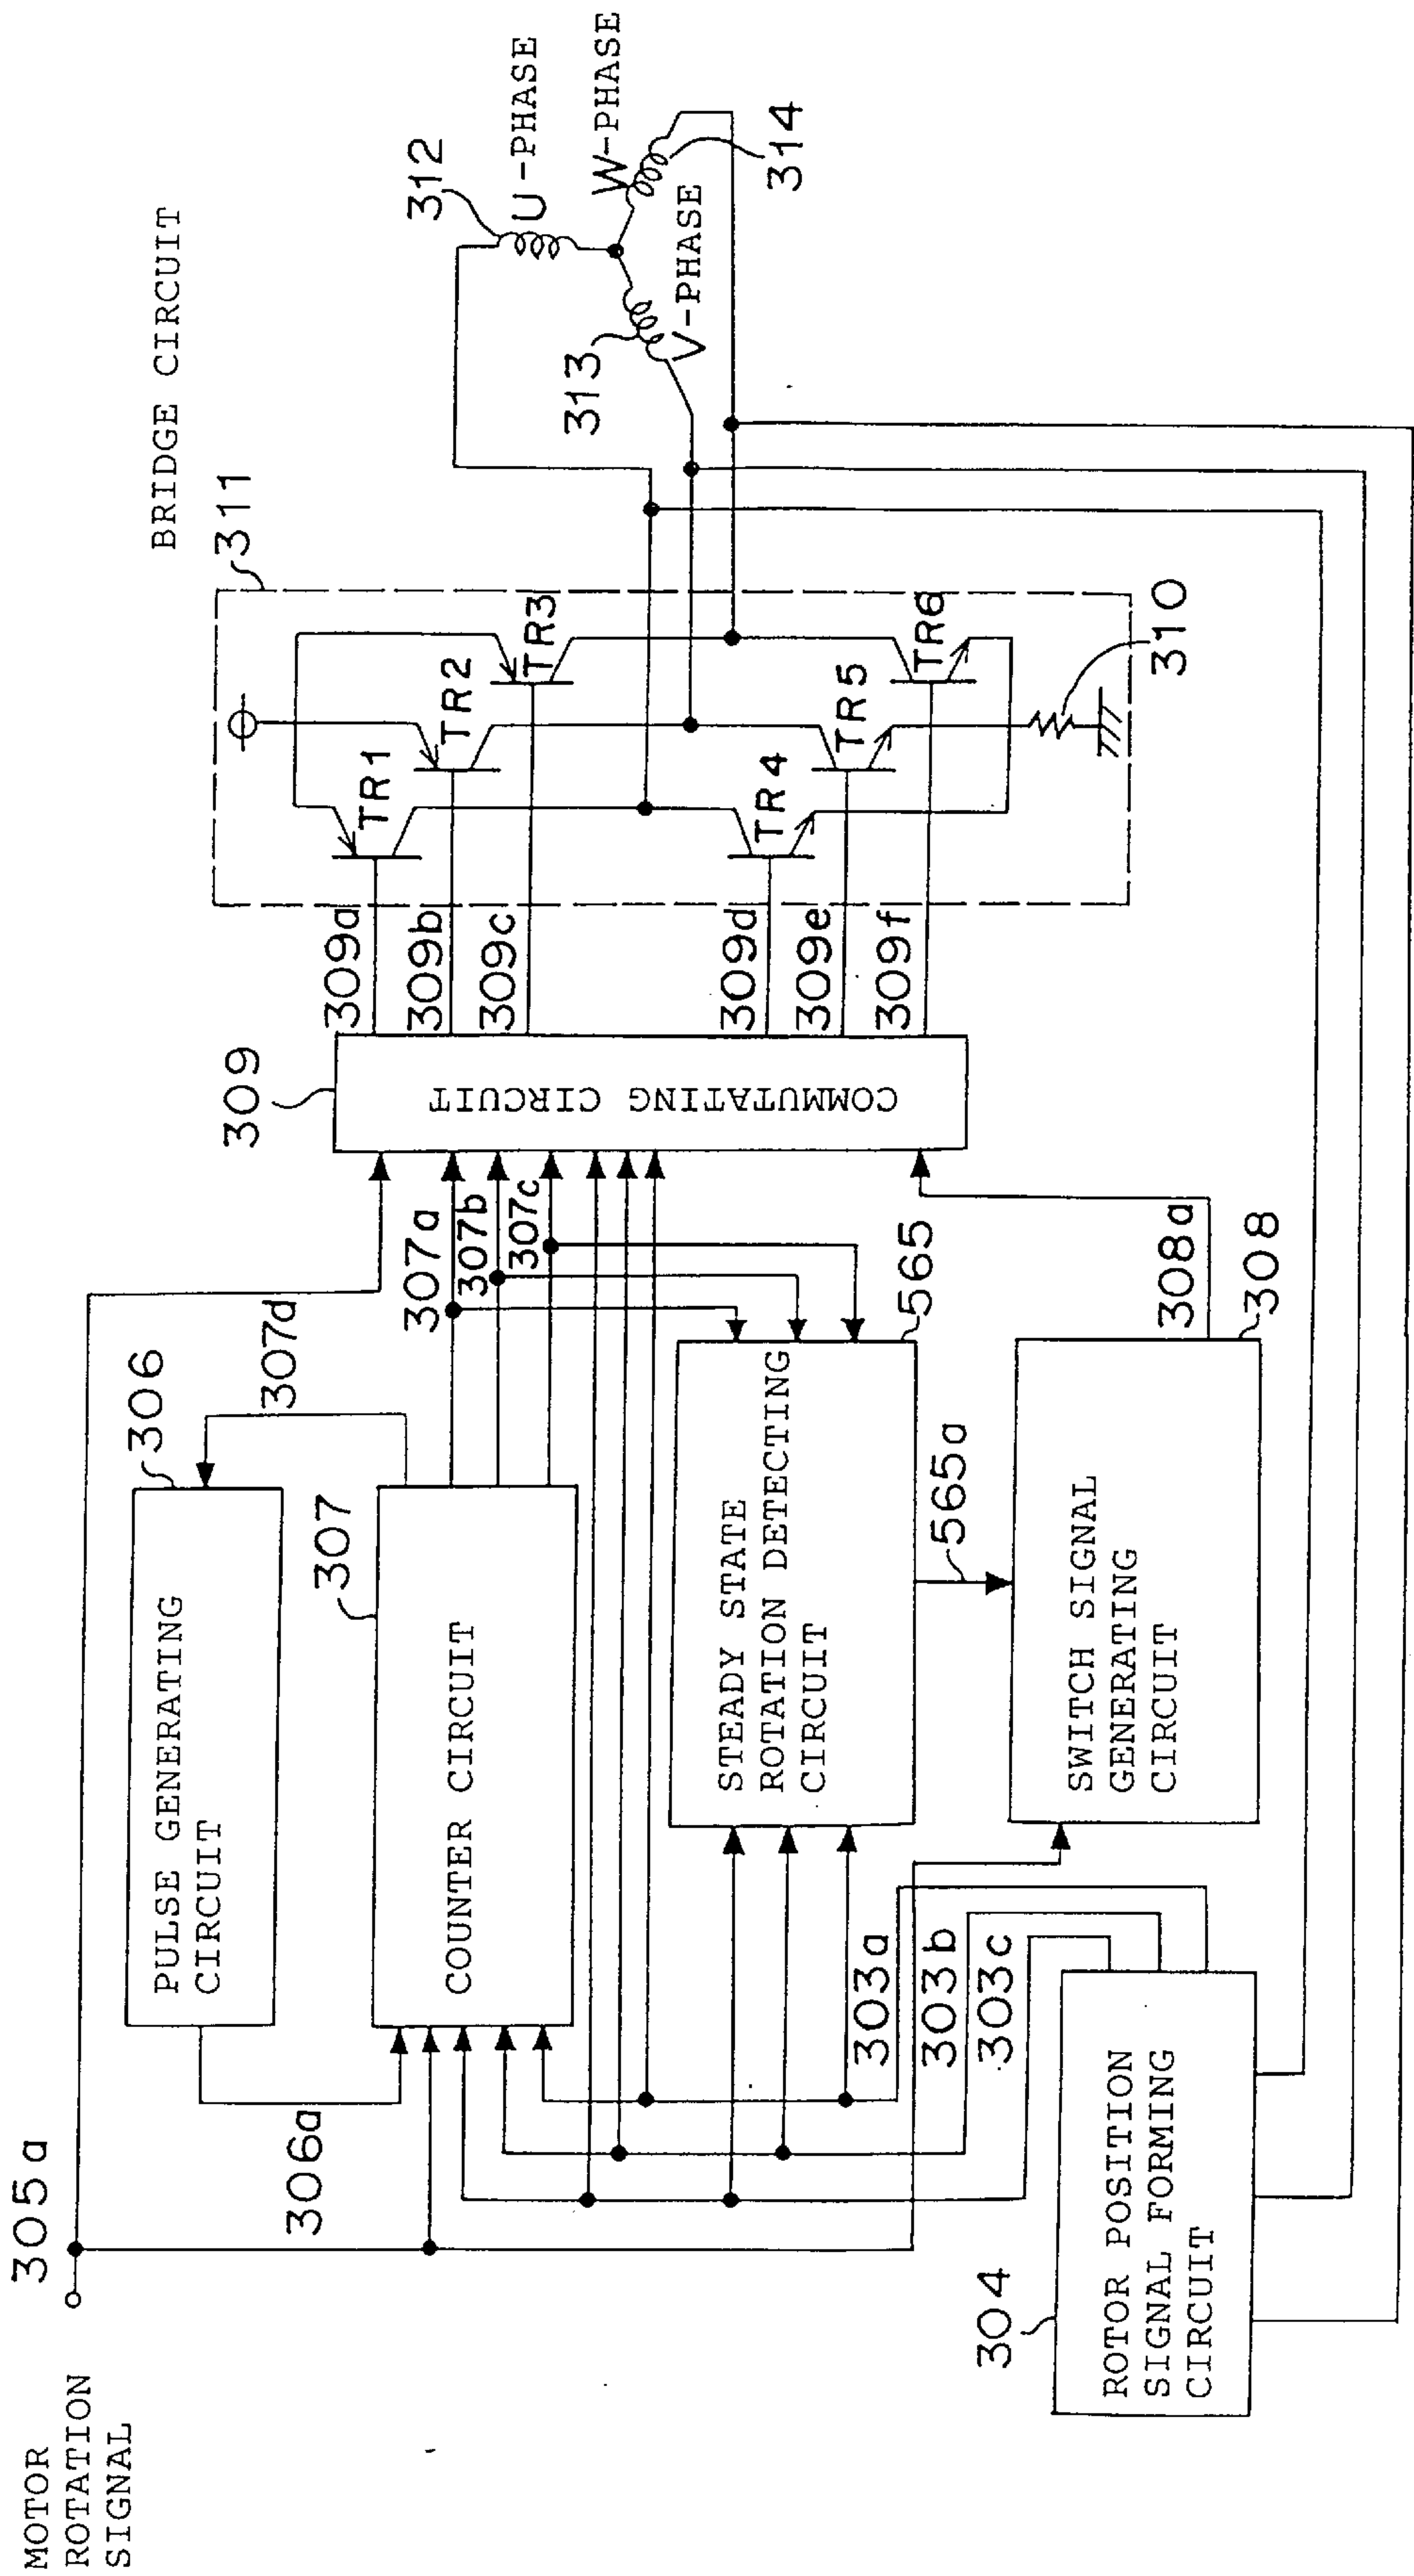 MOTOR
ROTATION
SIGNAL
305a
306a
PULSE GENERATING
CIRCUIT
306
307d
307
COUNTER CIRCUIT
307a
307b
307c
STEADY STATE
ROTATION DETECTING
CIRCUIT
565
565a
SWITCH SIGNAL
GENERATING
CIRCUIT
308
308a
303a
303b
303c
304
ROTOR POSITION
SIGNAL FORMING
CIRCUIT
309
COMMUTATING CIRCUIT
309a
309b
309c
309d
309e
309f
BRIDGE CIRCUIT
311
TR1
TR2
TR3
TR4
TR5
TR6
310
312
U-PHASE
W-PHASE
314
313
V-PHASE